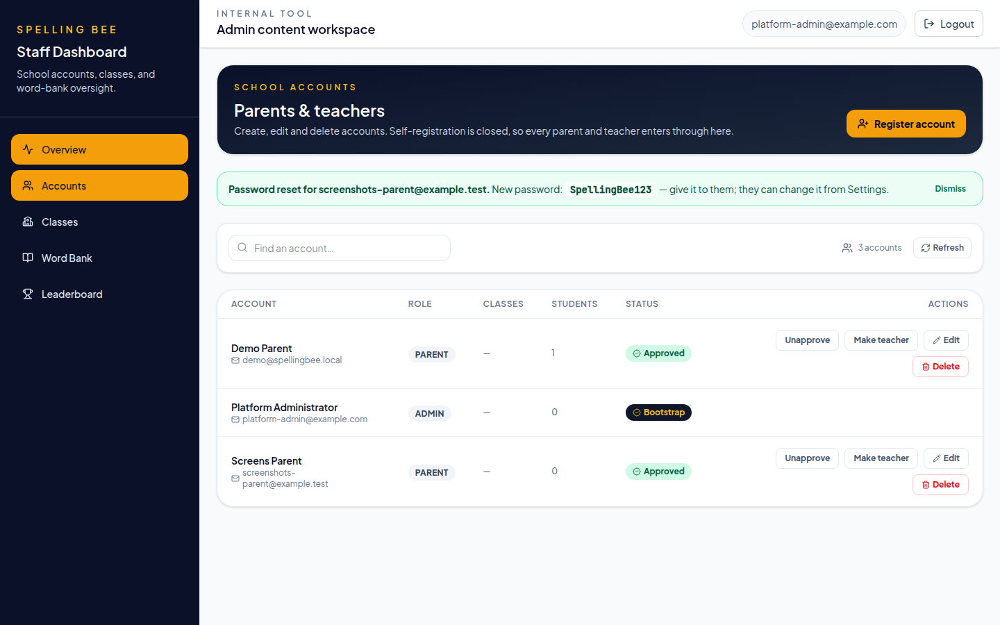 SPELLING BEE
Staff Dashboard
School accounts, classes, and
word-bank oversight.
Overview
Accounts
Classes
Word Bank
Leaderboard
INTERNAL TOOL
Admin content workspace
platform-admin@example.com
Logout
SCHOOL ACCOUNTS
Parents & teachers
Create, edit and delete accounts. Self-registration is closed, so every parent and teacher enters through here.
Register account
Password reset for screenshots-parent@example.test. New password: SpellingBee123 — give it to them; they can change it from Settings.
Dismiss
Find an account…
3 accounts
Refresh
ACCOUNT ROLE CLASSES STUDENTS STATUS ACTIONS
Demo Parent
demo@spellingbee.local
PARENT
—
1
Approved
Unapprove
Make teacher
Edit
Delete
Platform Administrator
platform-admin@example.com
ADMIN
—
0
Bootstrap
Screens Parent
screenshots-
parent@example.test
PARENT
—
0
Approved
Unapprove
Make teacher
Edit
Delete